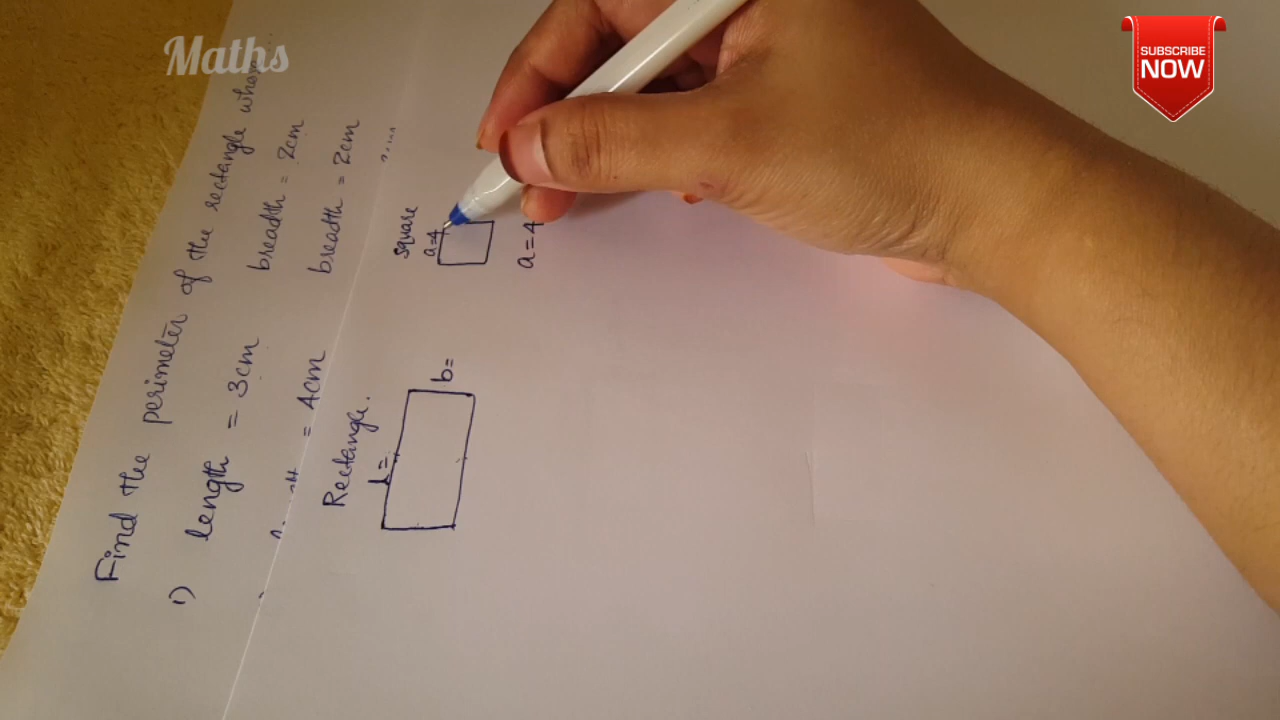 Maths
SUBSCRIBE
NOW
Find the perimeter of the rectangle whom
1) length = 3cm breadth = 2cm
= 4cm breadth = 2cm
Rectangle.
l=
b=
Square
a=4
a=4